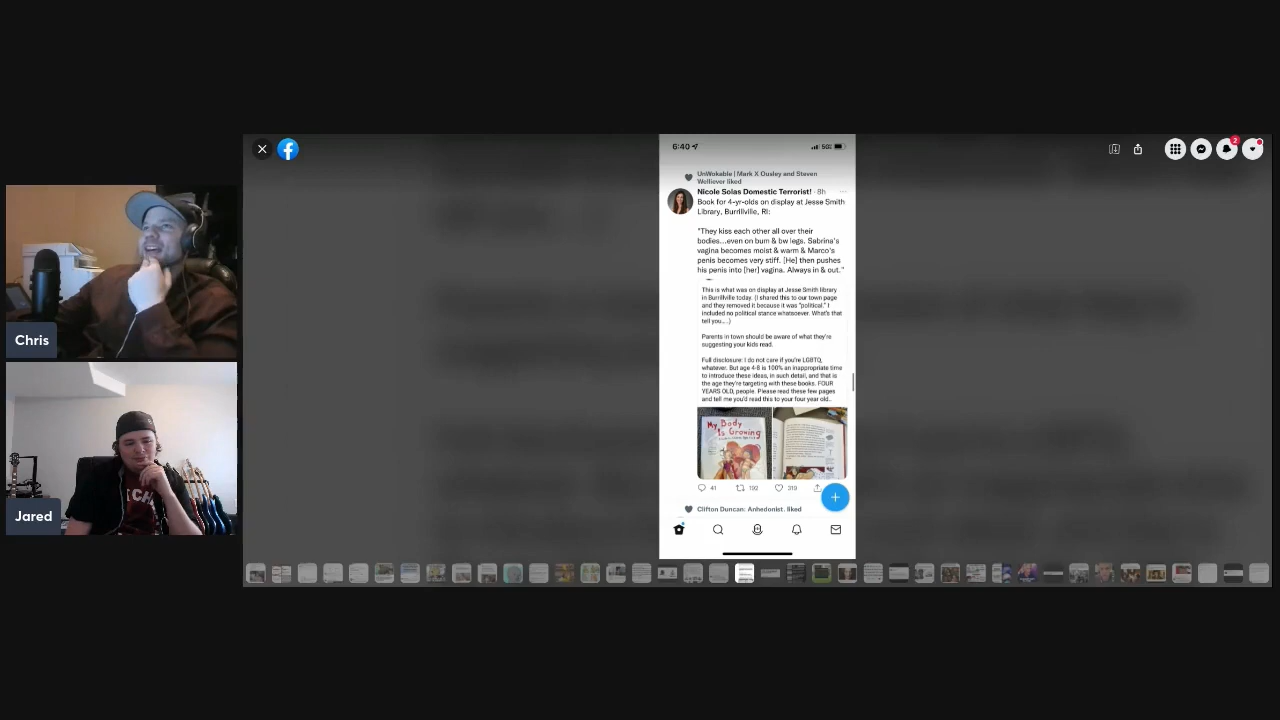 6:40
5G
UnWokable | Mark X Ousley and Steven
Welliever liked
Nicole Solas Domestic Terrorist! · 8h
Book for 4-yr-olds on display at Jesse Smith
Library, Burrillville, RI:
"They kiss each other all over their
bodies...even on bum & bw legs. Sabrina's
vagina becomes moist & warm & Marco's
penis becomes very stiff. [He] then pushes
his penis into [her] vagina. Always in & out."
This is what was on display at Jesse Smith library
in Burrillville today. (I shared this to our town page
and they removed it because it was "political." I
included no political stance whatsoever. What's that
tell you....)
Parents in town should be aware of what they're
suggesting your kids read.
Full disclosure: I do not care if you're LGBTQ,
whatever. But age 4-8 is 100% an inappropriate time
to introduce these ideas, in such detail, and that is
the age they're targeting with these books. FOUR
YEARS OLD, people. Please read these few pages
and tell me you'd read this to your four year old..
My Body
Is Growing
41 192 319
Clifton Duncan: Anhedonist. liked
2
Chris
Jared